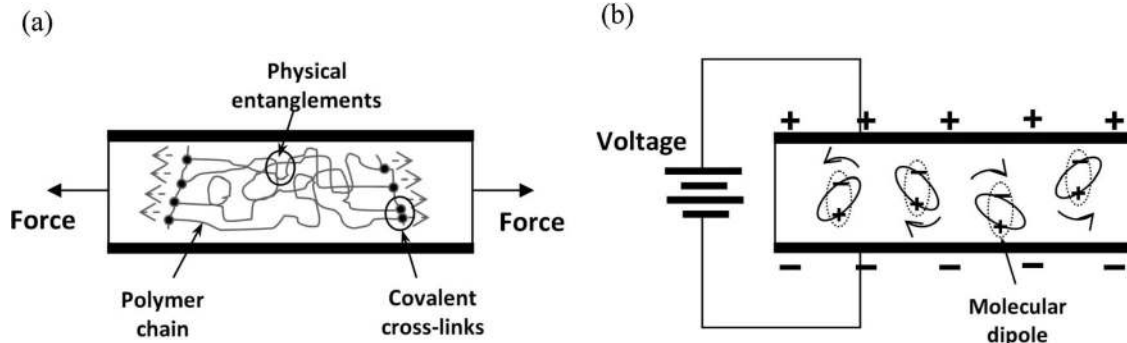 (a)
Physical
entanglements
Force
Force
Polymer
chain
Covalent
cross-links
(b)
+ + + + +
Voltage
- - - -
+ + + +
- - - - -
Molecular
dipole